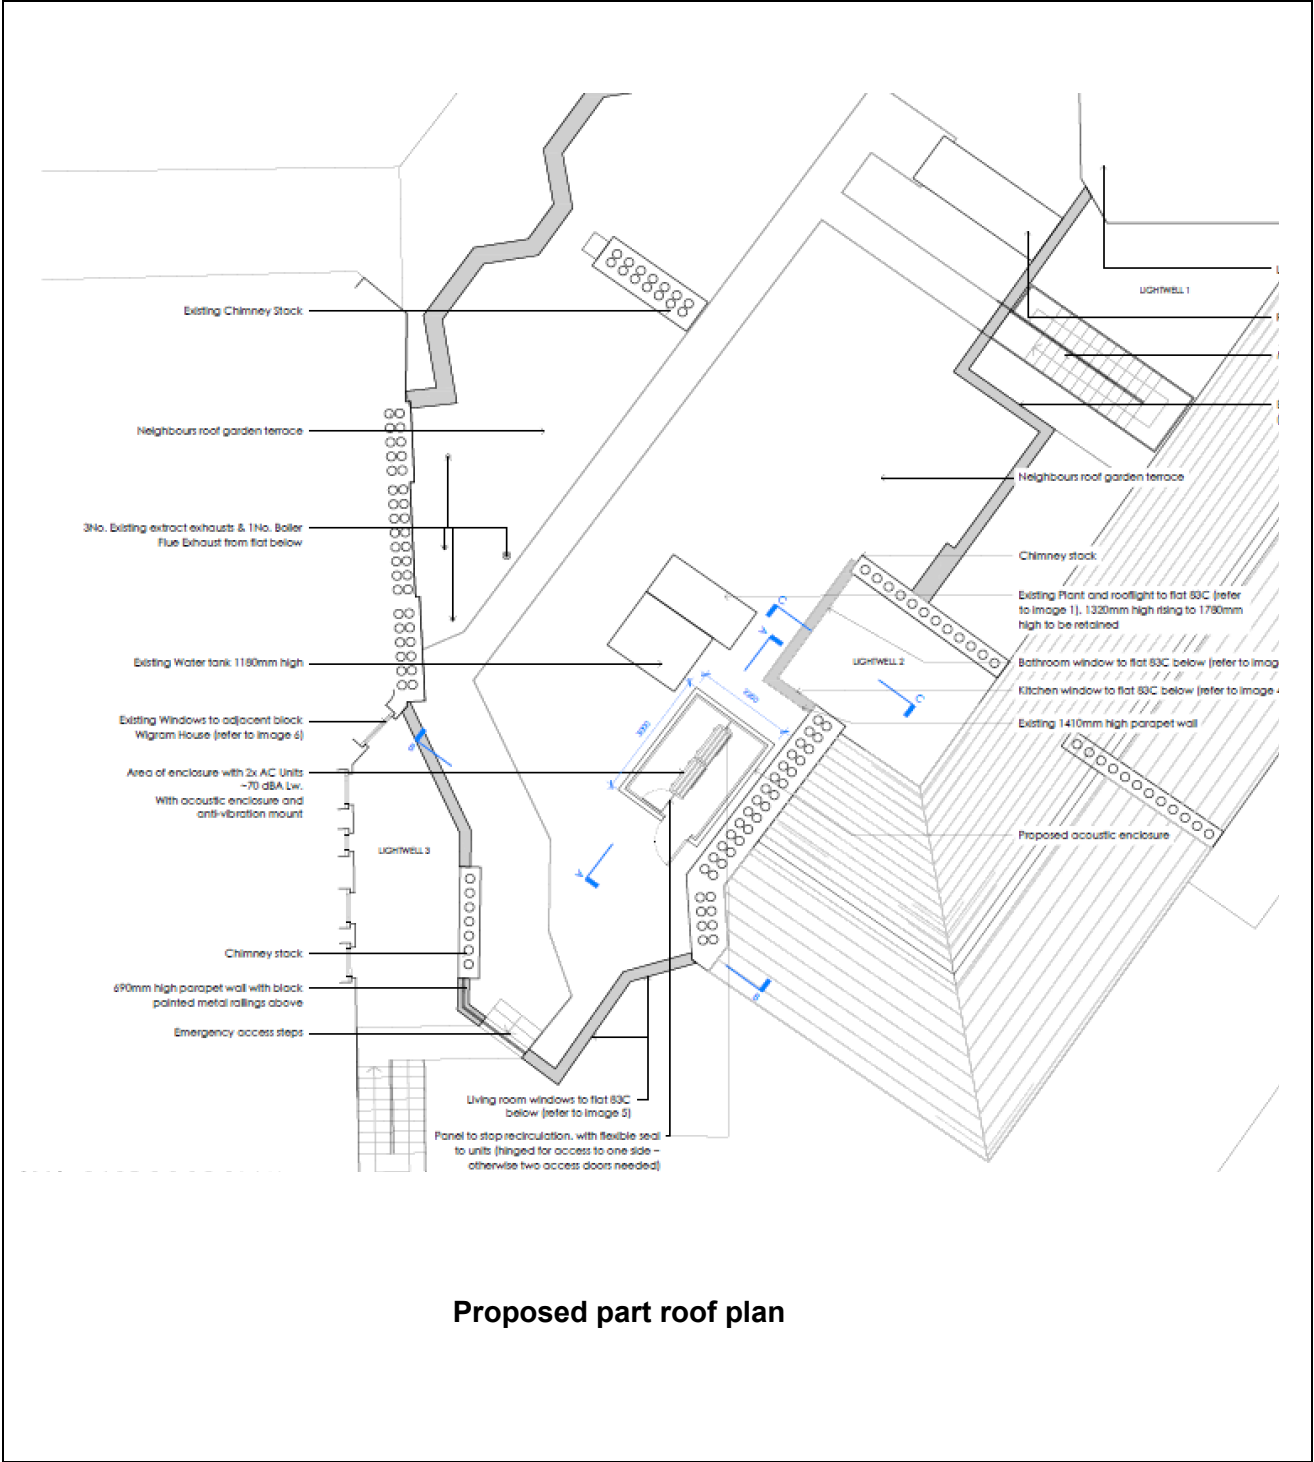 LIGHTWELL 1
Existing Chimney Stack
Neighbours roof garden terrace
3No. Existing extract exhausts & 1No. Boiler
Flue Exhaust from flat below
Existing Water tank 1180mm high
Existing Windows to adjacent block
Wigram House (refer to image 6)
Area of enclosure with 2x AC Units
~70 dBA Lw.
With acoustic enclosure and
anti-vibration mount
LIGHTWELL 3
Chimney stack
690mm high parapet wall with black
painted metal railings above
Emergency access steps
Living room windows to flat 83C
below (refer to image 5)
Panel to stop recirculation, with flexible seal
to units (hinged for access to one side –
otherwise two access doors needed)
Neighbours roof garden terrace
Chimney stack
Existing Plant and rooflight to flat 83C (refer
to image 1), 1320mm high rising to 1780mm
high to be retained
LIGHTWELL 2
Bathroom window to flat 83C below (refer to imag
Kitchen window to flat 83C below (refer to image
Existing 1410mm high parapet wall
Proposed acoustic enclosure
C
A
C
B
3000
A
B
Proposed part roof plan